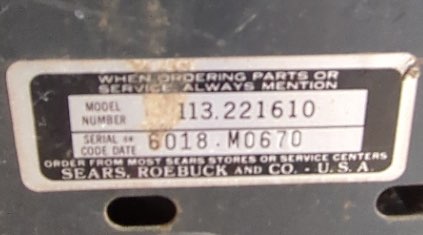 WHEN ORDERING PARTS OR
SERVICE, ALWAYS MENTION
MODEL NUMBER 113.221610
SERIAL OR CODE DATE 6018.M0670
ORDER FROM MOST SEARS STORES OR SERVICE CENTERS
SEARS, ROEBUCK AND CO. - U.S.A